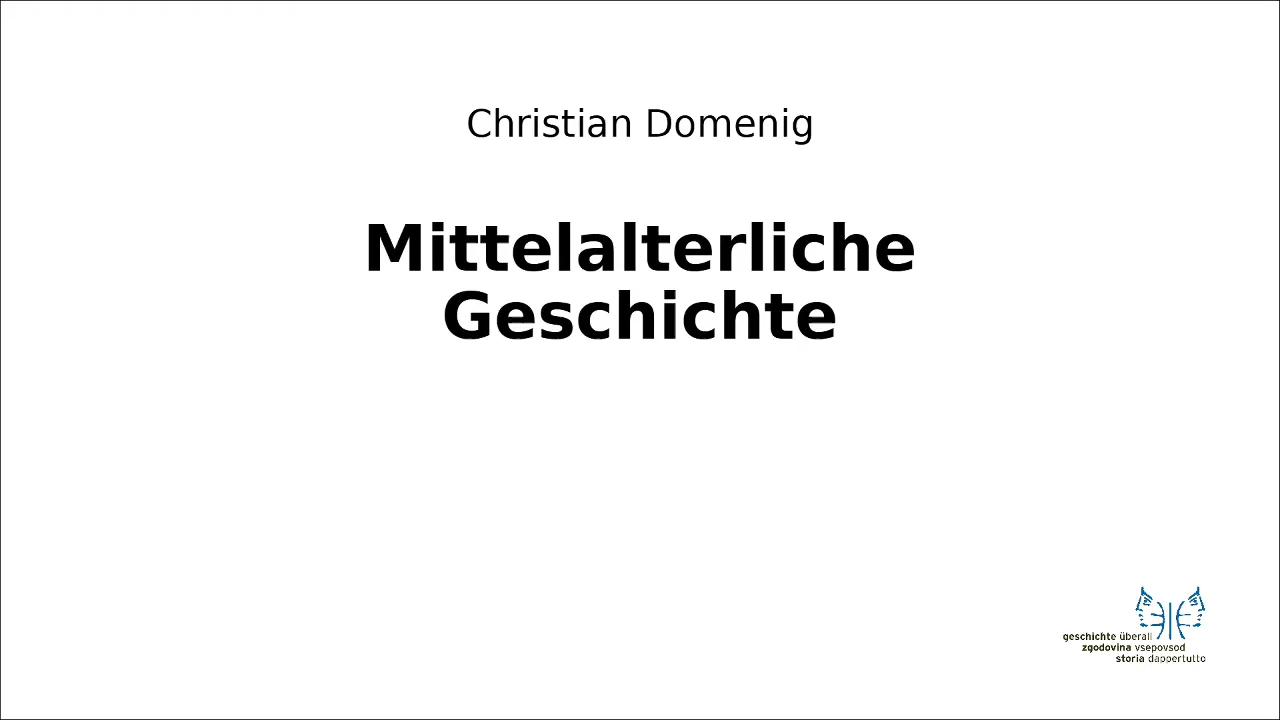 Christian Domenig
Mittelalterliche
Geschichte
geschichte überall
zgodovina vsepovsod
storia dappertutto